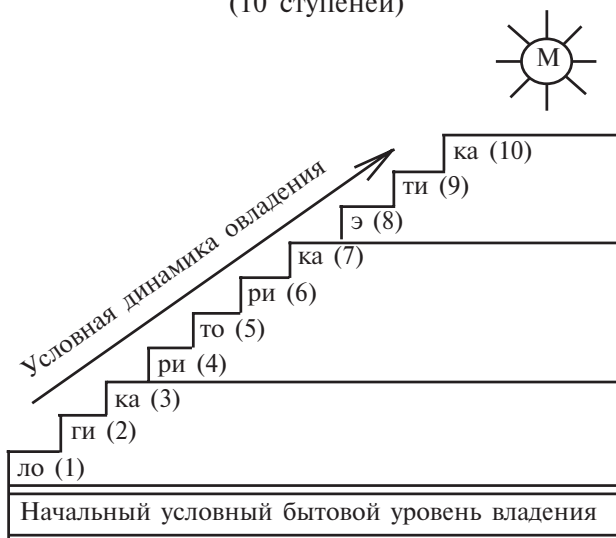 (10 ступеней)
М
ка (10)
ти (9)
э (8)
ка (7)
ри (6)
то (5)
ри (4)
ка (3)
ги (2)
ло (1)
Условная динамика овладения
Начальный условный бытовой уровень владения